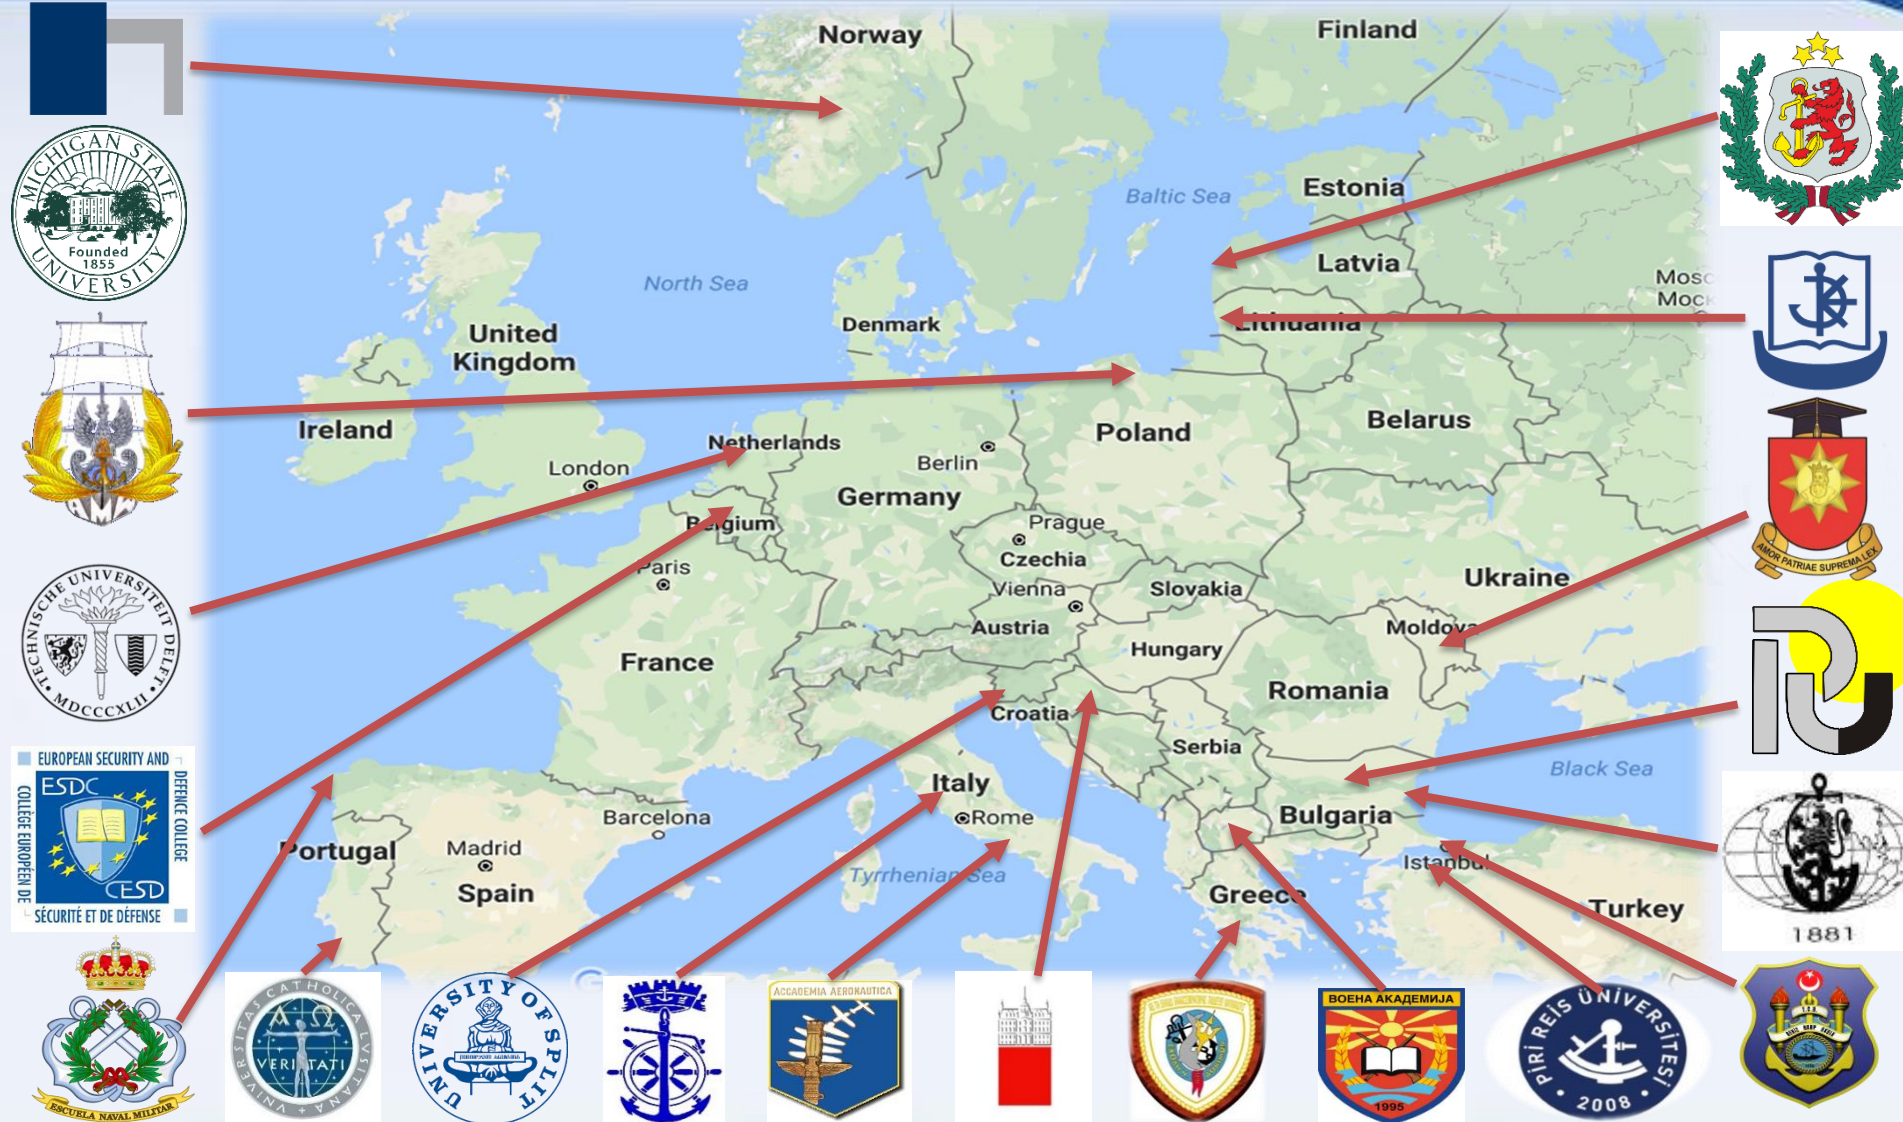 Norway
Finland
MICHIGAN STATE
UNIVERSITY
Founded
1855
Estonia
Baltic Sea
Latvia
North Sea
Denmark
Lithuania
United
Kingdom
Ireland
Netherlands
Poland
Belarus
London
Berlin
Germany
Belgium
Prague
Czechia
Paris
Vienna
Slovakia
Ukraine
AMOR PATRIAE SUPREMA LEX
Austria
Moldova
France
Hungary
Romania
TECHNISCHE UNIVERSITEIT DELFT
MDCCCXLII
Croatia
Serbia
Black Sea
EUROPEAN SECURITY AND
DEFENCE COLLEGE
ESDC
CESD
COLLÈGE EUROPÉEN DE
SÉCURITÉ ET DE DÉFENSE
Italy
Rome
Barcelona
Bulgaria
Portugal
Madrid
Spain
Tyrrhenian Sea
Istanbul
Greece
Turkey
1881
ESCUELA NAVAL MILITAR
UNIVERSITAS CATHOLICA LVSITANA
A Ω
VERITATI
UNIVERSITY OF SPLIT
ACCADEMIA AERONAUTICA
ВОЕНА АКАДЕМИЈА
1995
PİRİ REİS ÜNİVERSİTESİ
2008